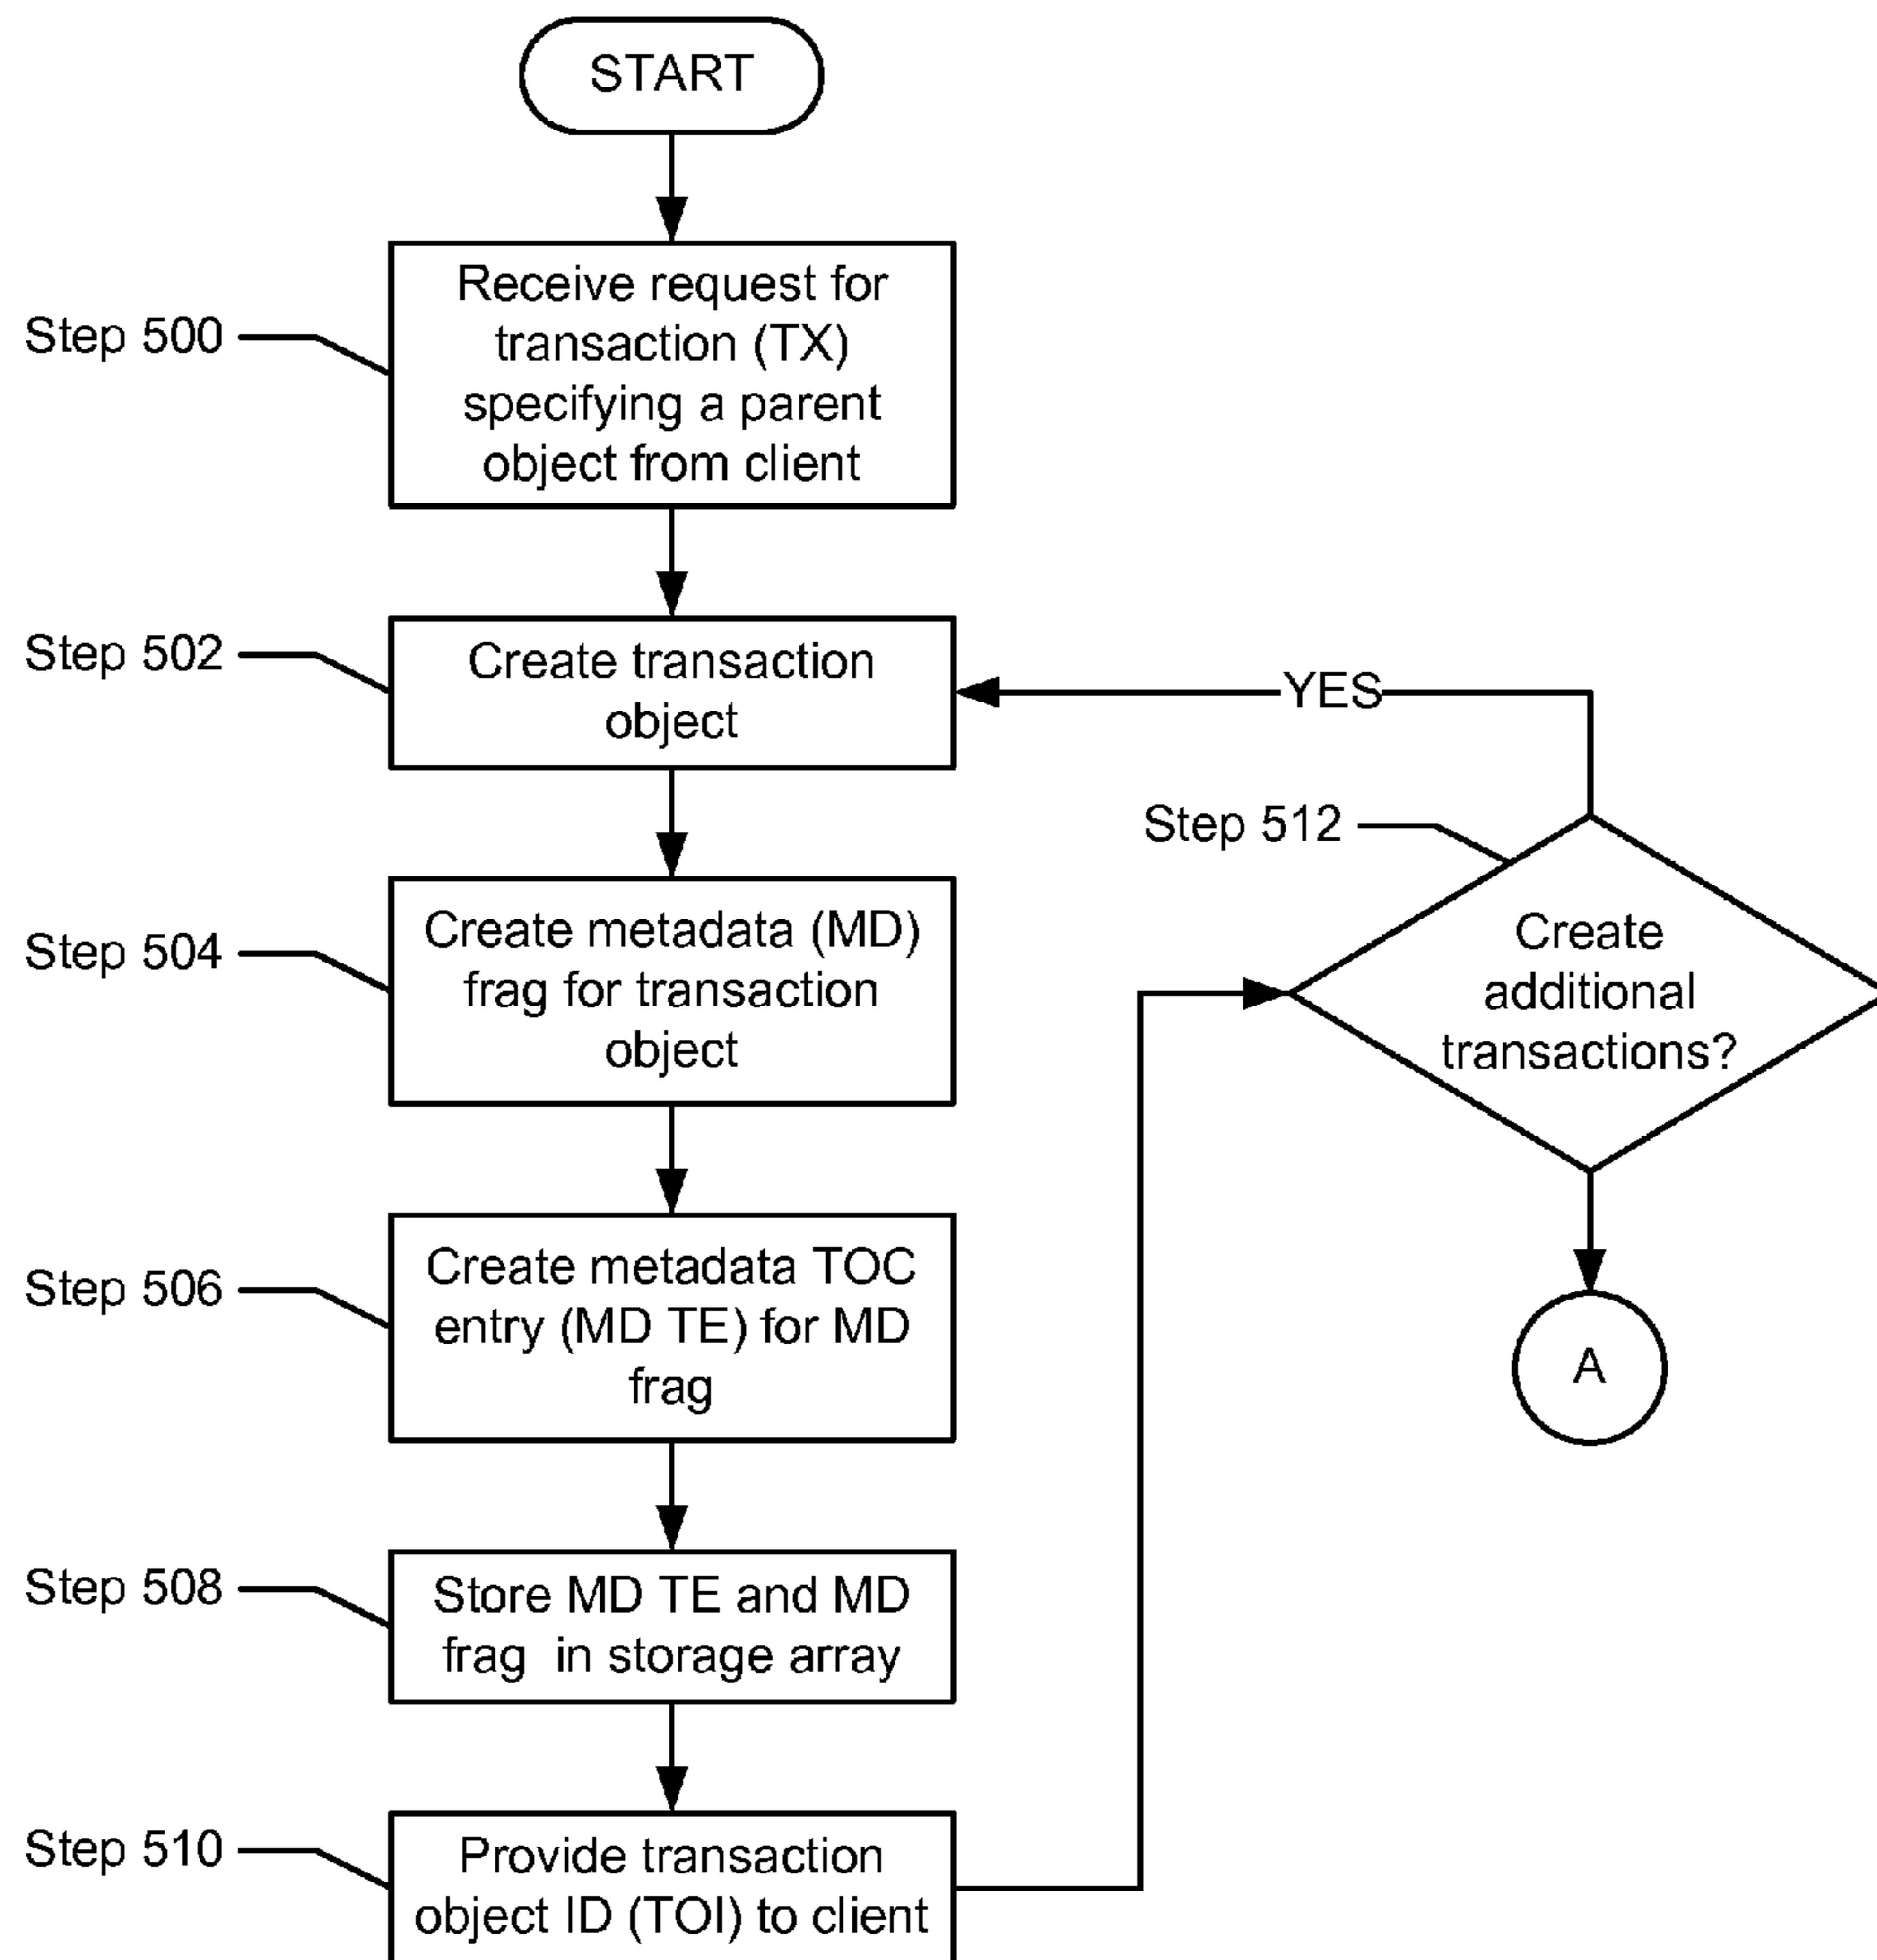 START
Step 500
Receive request for
transaction (TX)
specifying a parent
object from client
Step 502
Create transaction
object
YES
Step 504
Create metadata (MD)
frag for transaction
object
Step 512
Create
additional
transactions?
Step 506
Create metadata TOC
entry (MD TE) for MD
frag
A
Step 508
Store MD TE and MD
frag in storage array
Step 510
Provide transaction
object ID (TOI) to client